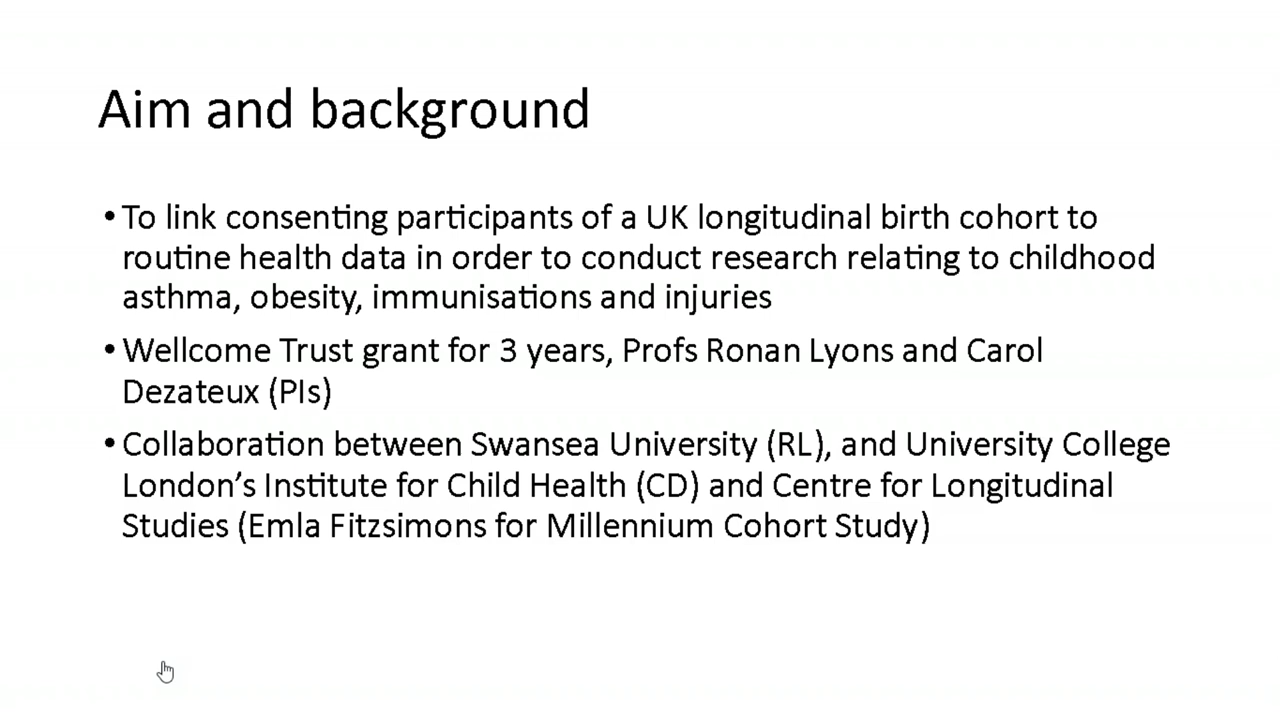 Aim and background
• To link consenting participants of a UK longitudinal birth cohort to
routine health data in order to conduct research relating to childhood
asthma, obesity, immunisations and injuries
• Wellcome Trust grant for 3 years, Profs Ronan Lyons and Carol
Dezateux (PIs)
• Collaboration between Swansea University (RL), and University College
London’s Institute for Child Health (CD) and Centre for Longitudinal
Studies (Emla Fitzsimons for Millennium Cohort Study)